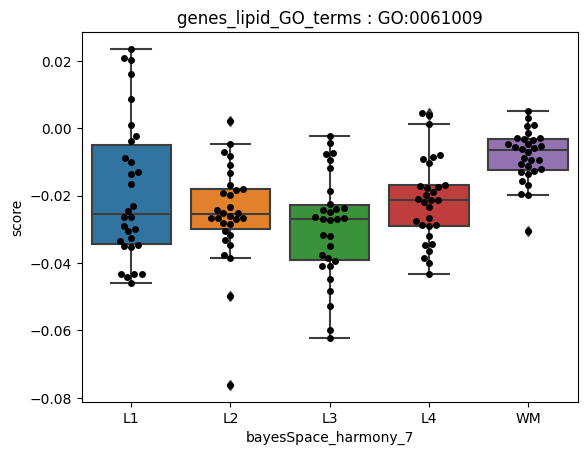 genes_lipid_GO_terms : GO:0061009
0.02
0.00
−0.02
−0.04
−0.06
−0.08
score
L1 L2 L3 L4 WM
bayesSpace_harmony_7